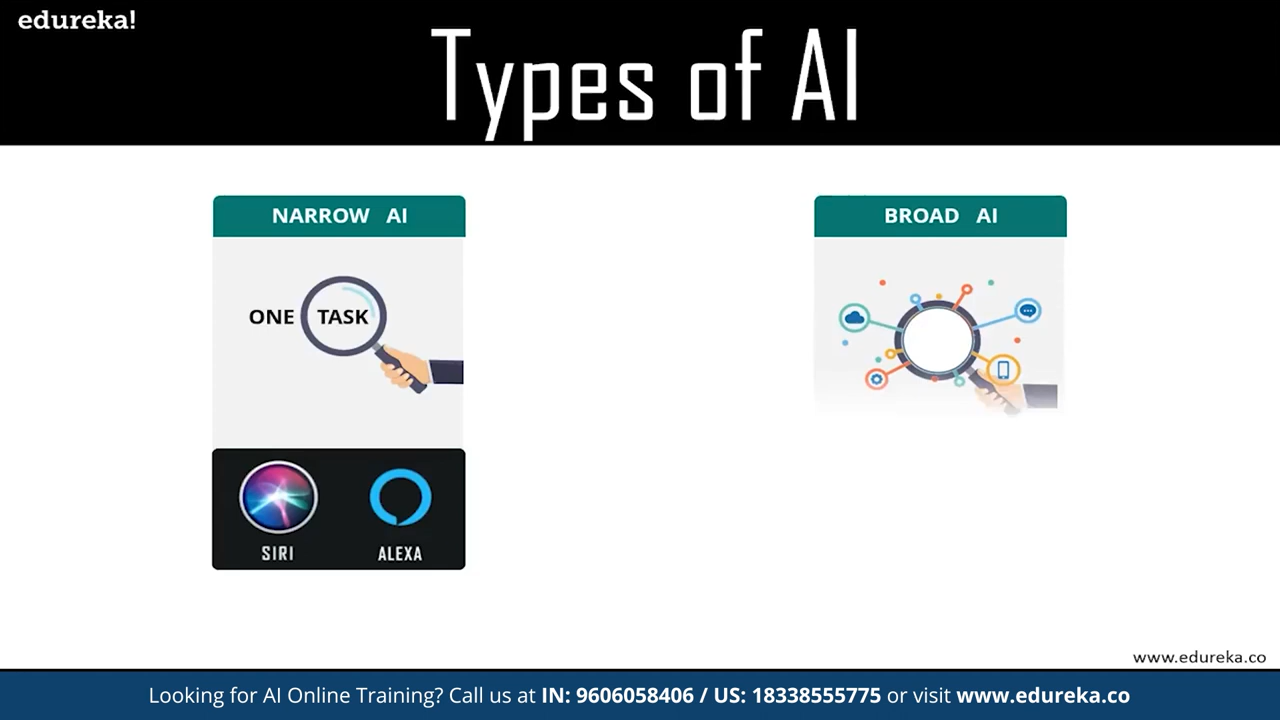 edureka!
Types of AI
NARROW AI
BROAD AI
ONE TASK
SIRI
ALEXA
www.edureka.co
Looking for AI Online Training? Call us at IN: 9606058406 / US: 18338555775 or visit www.edureka.co